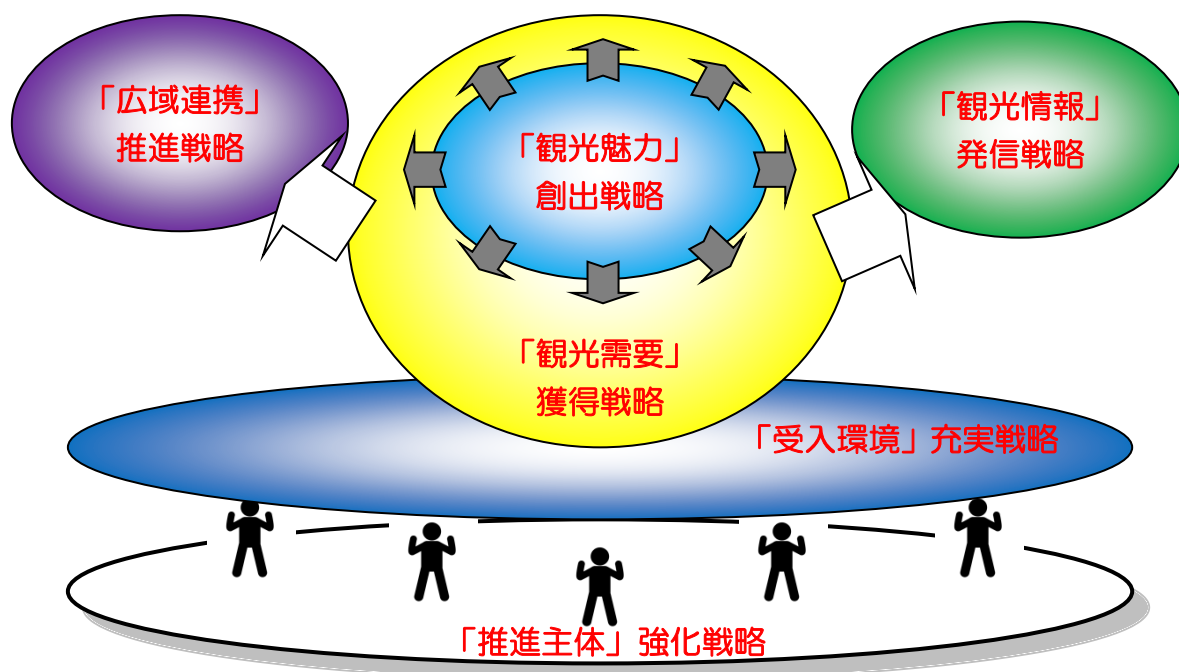 「広域連携」
推進戦略
「観光魅力」
創出戦略
「観光情報」
発信戦略
「観光需要」
獲得戦略
「受入環境」充実戦略
「推進主体」強化戦略